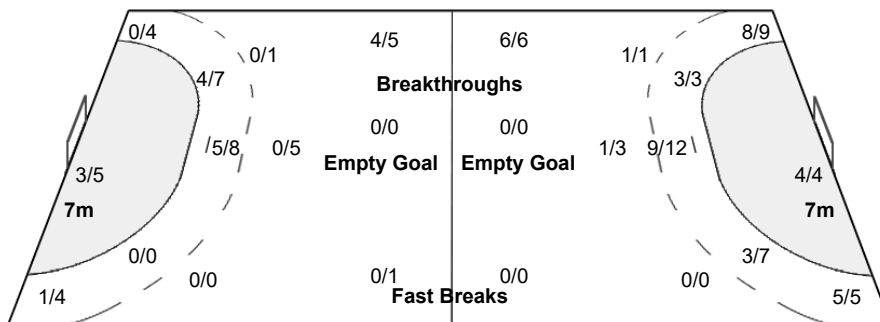 0/4 4/5 6/6 8/9
0/1 1/1
4/7 3/3
Breakthroughs
0/0 0/0
5/8 0/5 1/3 9/12
Empty Goal Empty Goal
3/5 4/4
7m 7m
0/0 3/7
0/0 0/1 0/0 0/0
1/4 Fast Breaks 5/5